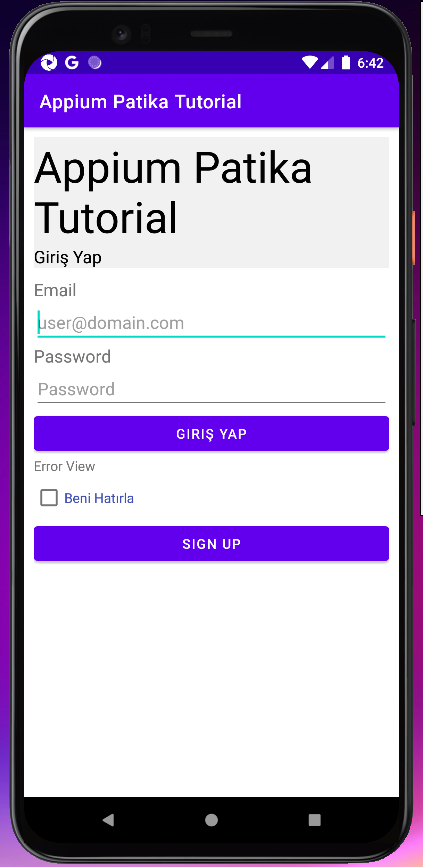 6:42
Appium Patika Tutorial
Appium Patika
Tutorial
Giriş Yap
Email
user@domain.com
Password
Password
GIRIŞ YAP
Error View
Beni Hatırla
SIGN UP